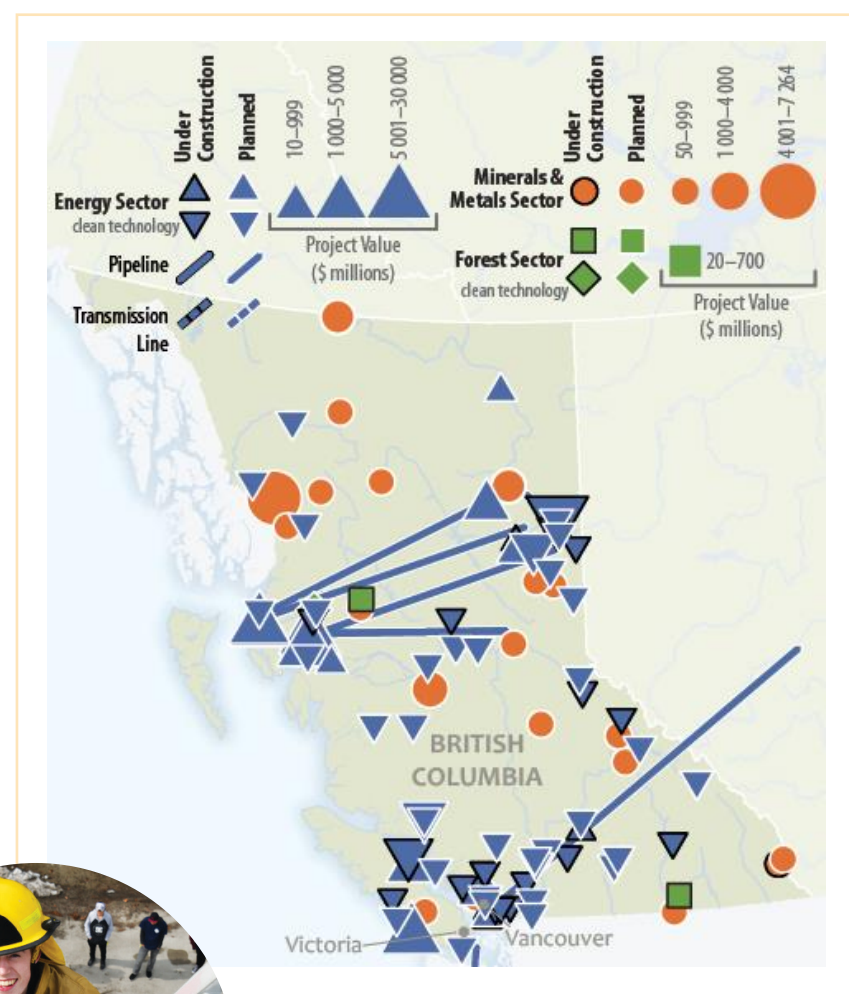 Under
Construction
Planned
10–999
1 000–5 000
5 001–30 000
Energy Sector
clean technology
Pipeline
Transmission
Line
Project Value
($ millions)
Under
Construction
Planned
50–999
1 000–4 000
4 001–7 264
Minerals &
Metals Sector
Forest Sector
clean technology
20–700
Project Value
($ millions)
BRITISH
COLUMBIA
Victoria
Vancouver